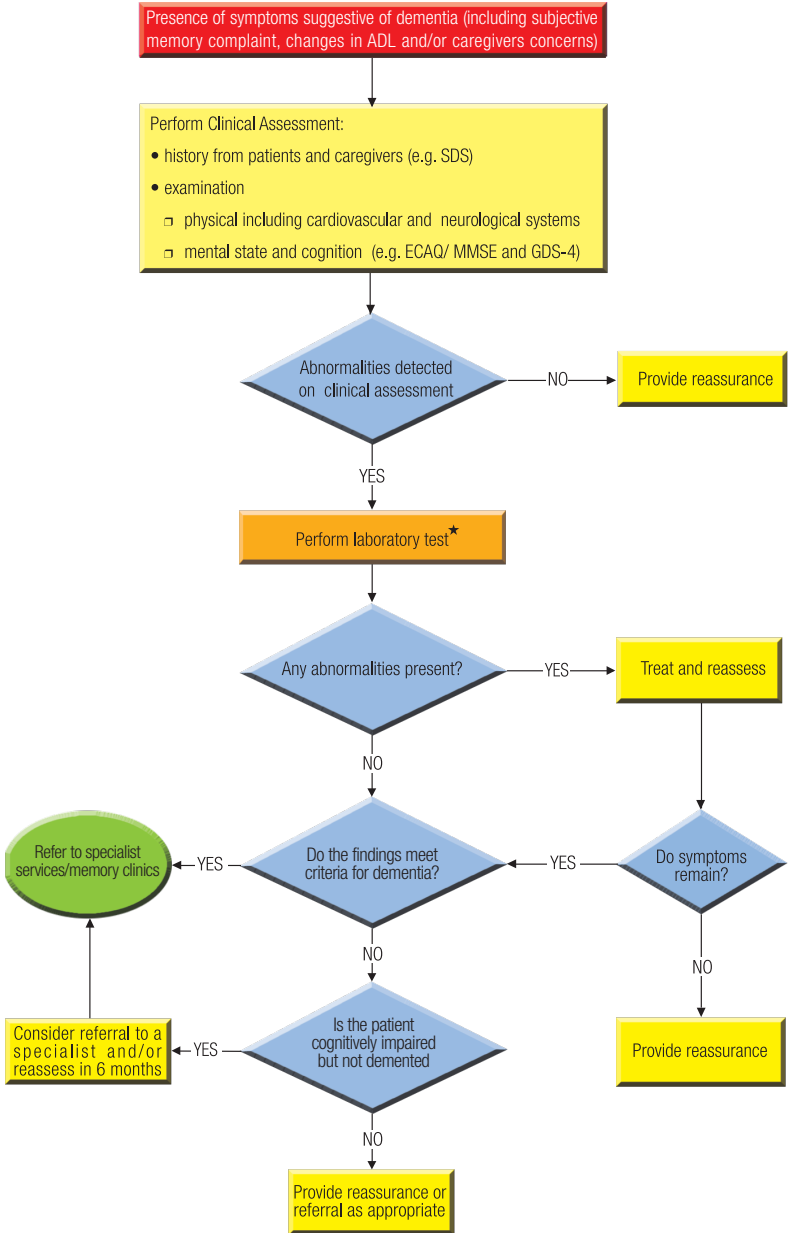 Presence of symptoms suggestive of dementia (including subjective
memory complaint, changes in ADL and/or caregivers concerns)
Perform Clinical Assessment:
• history from patients and caregivers (e.g. SDS)
• examination
❒ physical including cardiovascular and neurological systems
❒ mental state and cognition (e.g. ECAQ/ MMSE and GDS-4)
Abnormalities detected
on clinical assessment
NO
Provide reassurance
YES
Perform laboratory test★
Any abnormalities present?
YES
Treat and reassess
NO
Do the findings meet
criteria for dementia?
YES
Refer to specialist
services/memory clinics
YES
Do symptoms
remain?
NO
Provide reassurance
NO
Is the patient
cognitively impaired
but not demented
YES
Consider referral to a
specialist and/or
reassess in 6 months
NO
Provide reassurance or
referral as appropriate